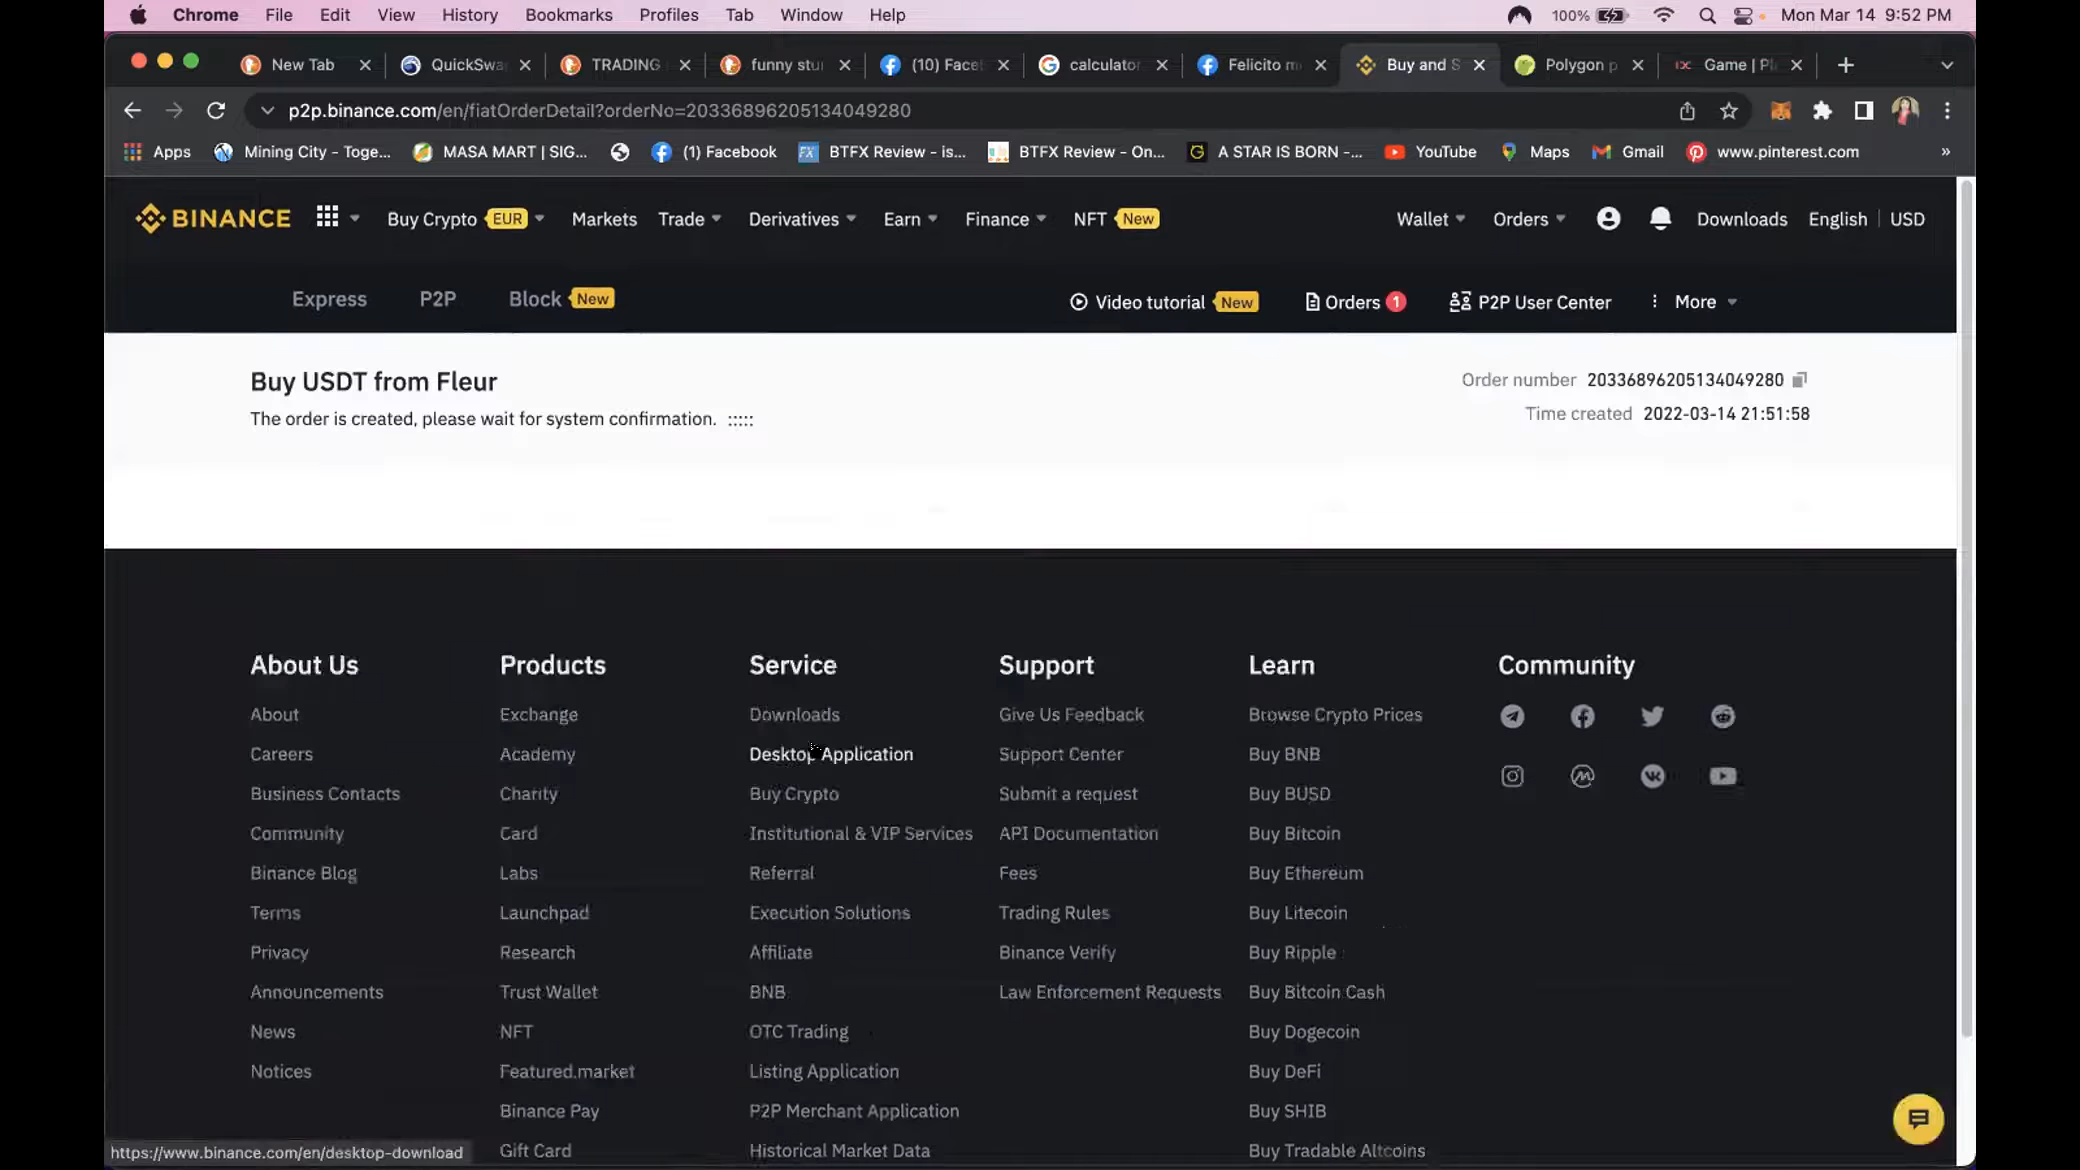 Chrome File Edit View History Bookmarks Profiles Tab Window Help 100% Mon Mar 14 9:52 PM
New Tab QuickSwa TRADING funny stu (10) Face calculator Felicito m Buy and S Polygon p Game | Pl
p2p.binance.com/en/fiatOrderDetail?orderNo=20336896205134049280
Apps Mining City - Toge... MASA MART | SIG... (1) Facebook BTFX Review - is... BTFX Review - On... A STAR IS BORN -... YouTube Maps Gmail www.pinterest.com »
BINANCE Buy Crypto EUR Markets Trade Derivatives Earn Finance NFT New Wallet Orders Downloads English USD
Express P2P Block New Video tutorial New Orders 1 P2P User Center More
Buy USDT from Fleur
Order number 20336896205134049280
The order is created, please wait for system confirmation.
Time created 2022-03-14 21:51:58
About Us
About
Careers
Business Contacts
Community
Binance Blog
Terms
Privacy
Announcements
News
Notices
Products
Exchange
Academy
Charity
Card
Labs
Launchpad
Research
Trust Wallet
NFT
Featured.market
Binance Pay
Gift Card
Service
Downloads
Desktop Application
Buy Crypto
Institutional & VIP Services
Referral
Execution Solutions
Affiliate
BNB
OTC Trading
Listing Application
P2P Merchant Application
Historical Market Data
Support
Give Us Feedback
Support Center
Submit a request
API Documentation
Fees
Trading Rules
Binance Verify
Law Enforcement Requests
Learn
Browse Crypto Prices
Buy BNB
Buy BUSD
Buy Bitcoin
Buy Ethereum
Buy Litecoin
Buy Ripple
Buy Bitcoin Cash
Buy Dogecoin
Buy DeFi
Buy SHIB
Buy Tradable Altcoins
Community
https://www.binance.com/en/desktop-download